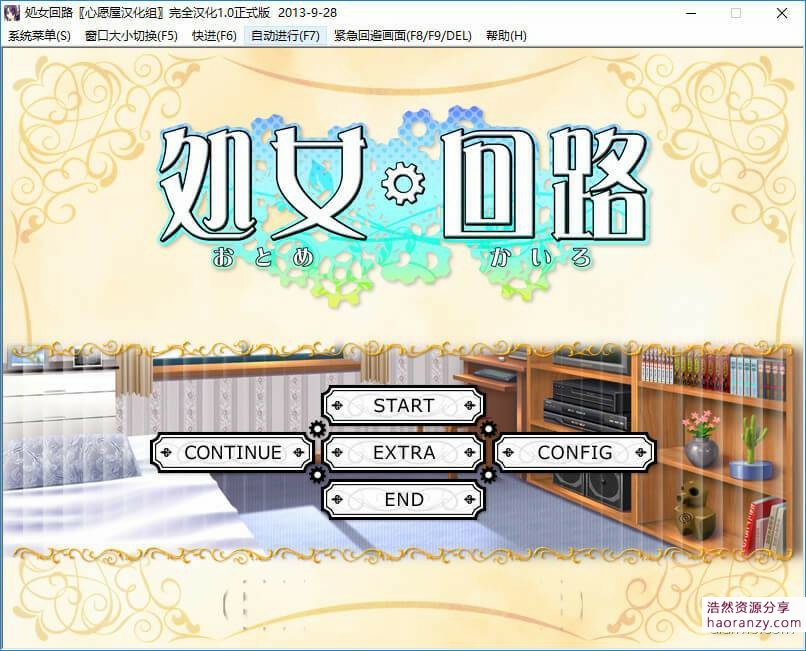 処女回路〖心愿屋汉化组〗完全汉化1.0正式版 2013-9-28
系统菜单(S) 窗口大小切换(F5) 快进(F6) 自动进行(F7) 紧急回避画面(F8/F9/DEL) 帮助(H)
処女回路
おとめ かいろ
START
CONTINUE EXTRA CONFIG
END
浩然资源分享
haoranzy.com